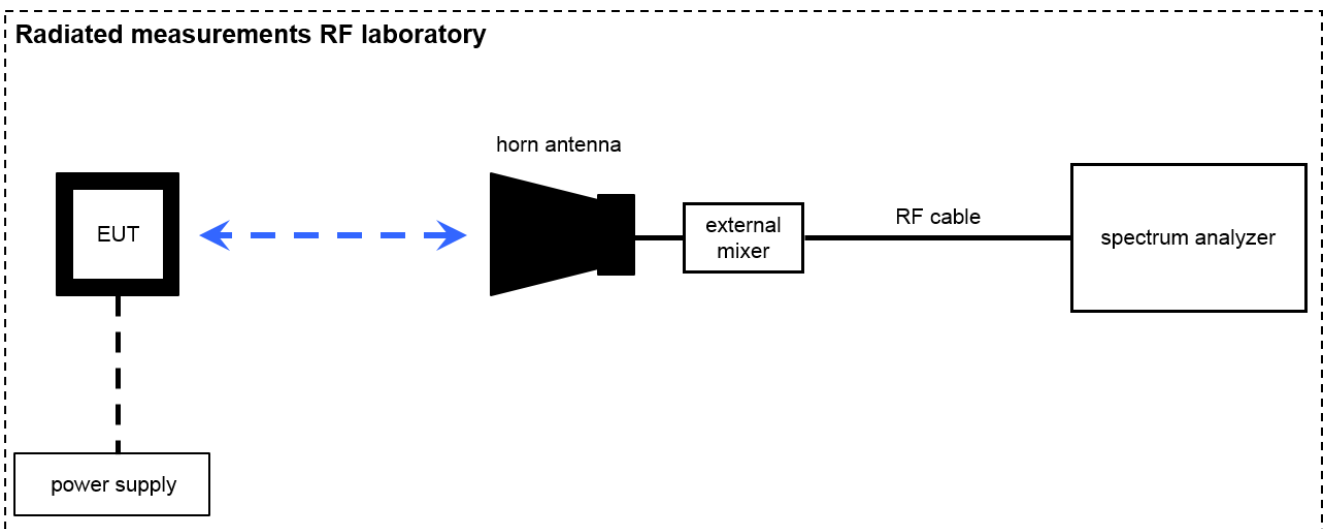 Radiated measurements RF laboratory
horn antenna
EUT
external
mixer
RF cable
spectrum analyzer
power supply